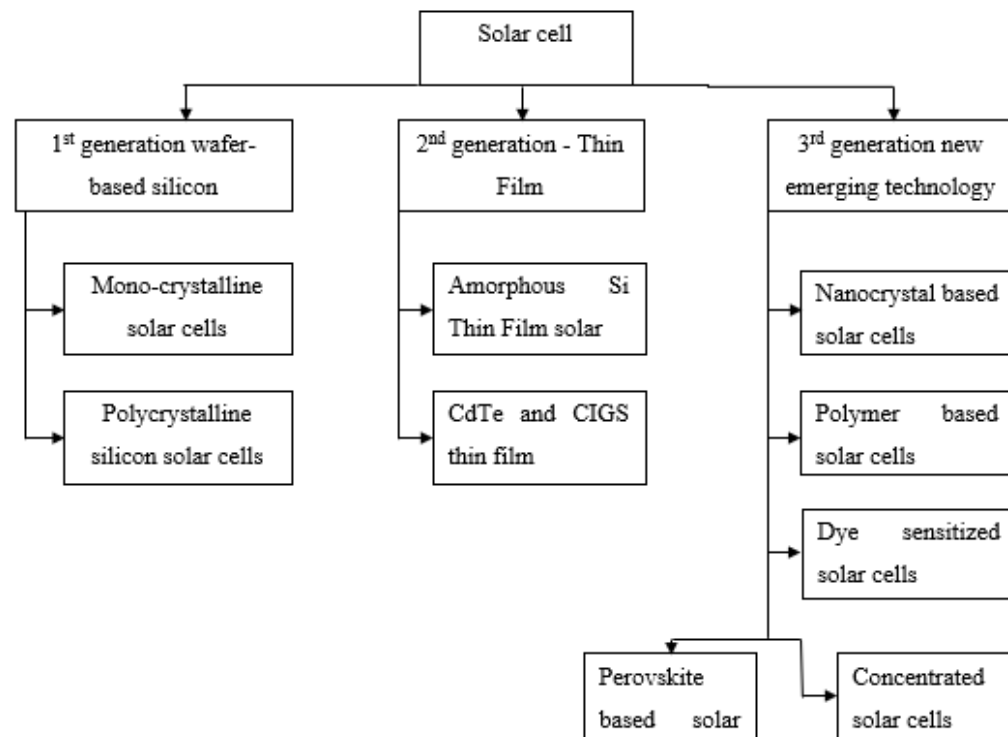 Solar cell
1st generation wafer-
based silicon
2nd generation - Thin
Film
3rd generation new
emerging technology
Mono-crystalline
solar cells
Amorphous Si
Thin Film solar
Nanocrystal based
solar cells
Polycrystalline
silicon solar cells
CdTe and CIGS
thin film
Polymer based
solar cells
Dye sensitized
solar cells
Perovskite
based solar
Concentrated
solar cells